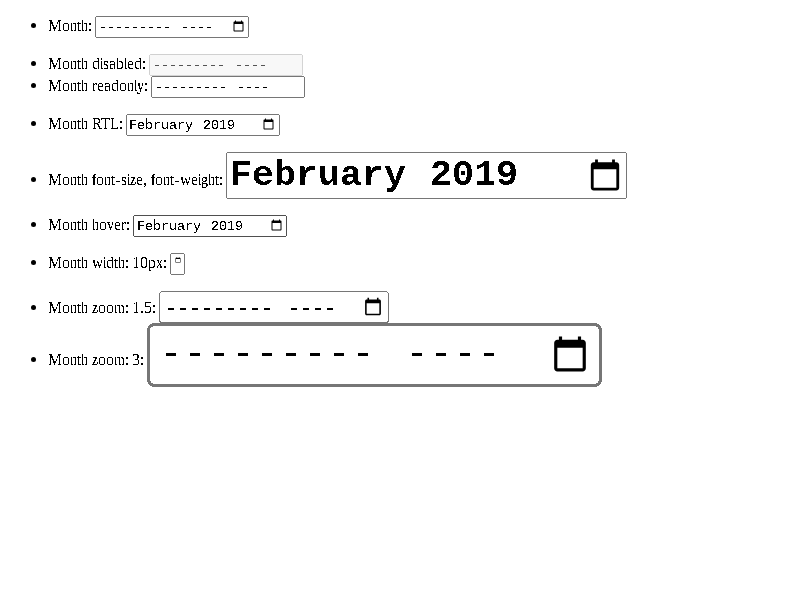 • Month: --------- ----
• Month disabled: --------- ----
• Month readonly: --------- ----
• Month RTL: February 2019
• Month font-size, font-weight: February 2019
• Month hover: February 2019
• Month width: 10px:
• Month zoom: 1.5: --------- ----
• Month zoom: 3: --------- ----